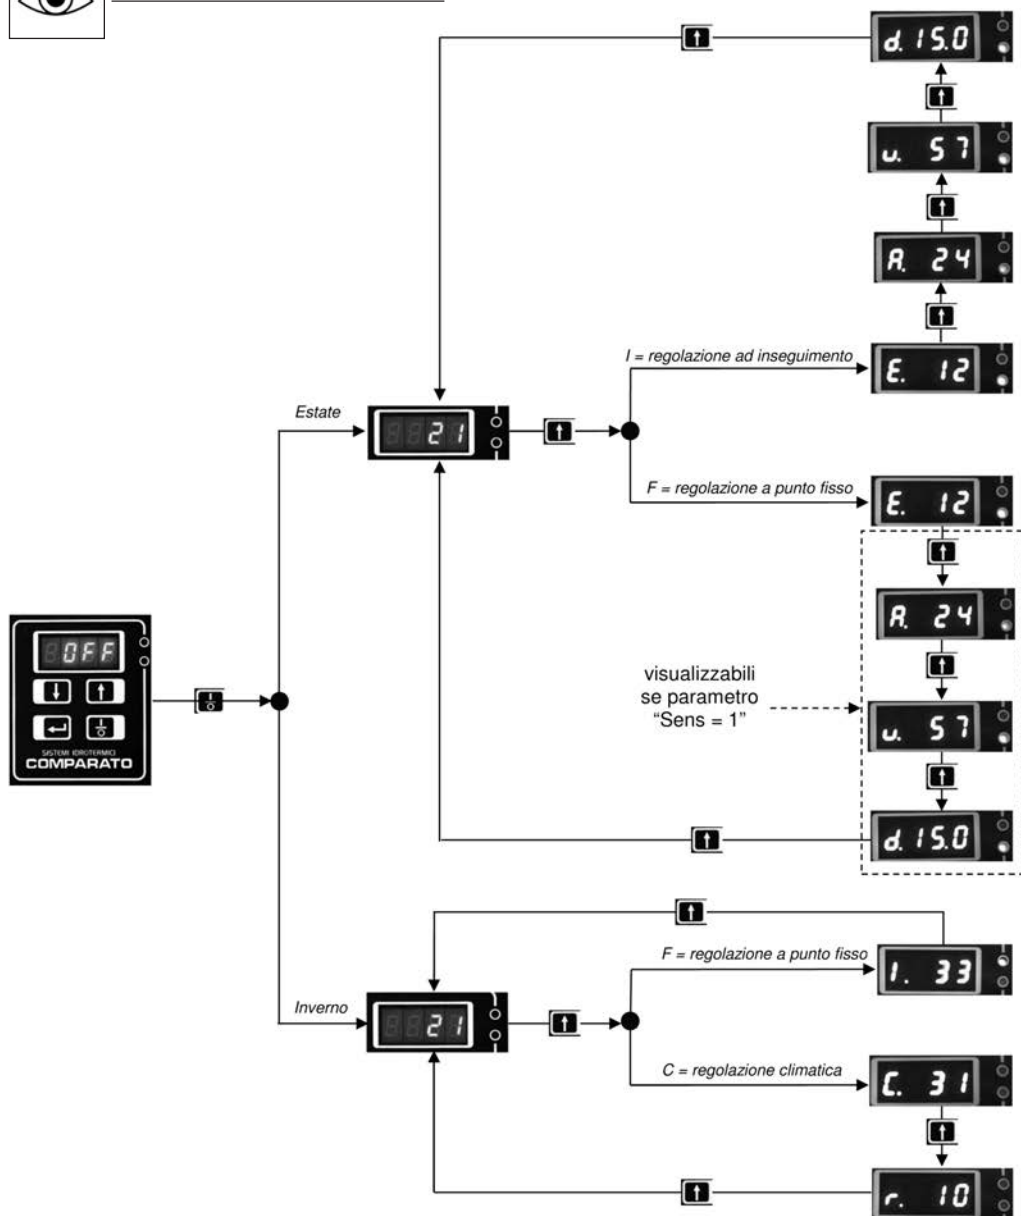 d. 15.0
u. 57
A. 24
I = regolazione ad inseguimento
E. 12
Estate
21
F = regolazione a punto fisso
E. 12
A. 24
OFF
visualizzabili
se parametro
“Sens = 1”
u. 57
SISTEMI IDROTERMICI
COMPARATO
d. 15.0
F = regolazione a punto fisso
I. 33
Inverno
21
C = regolazione climatica
C. 31
r. 10